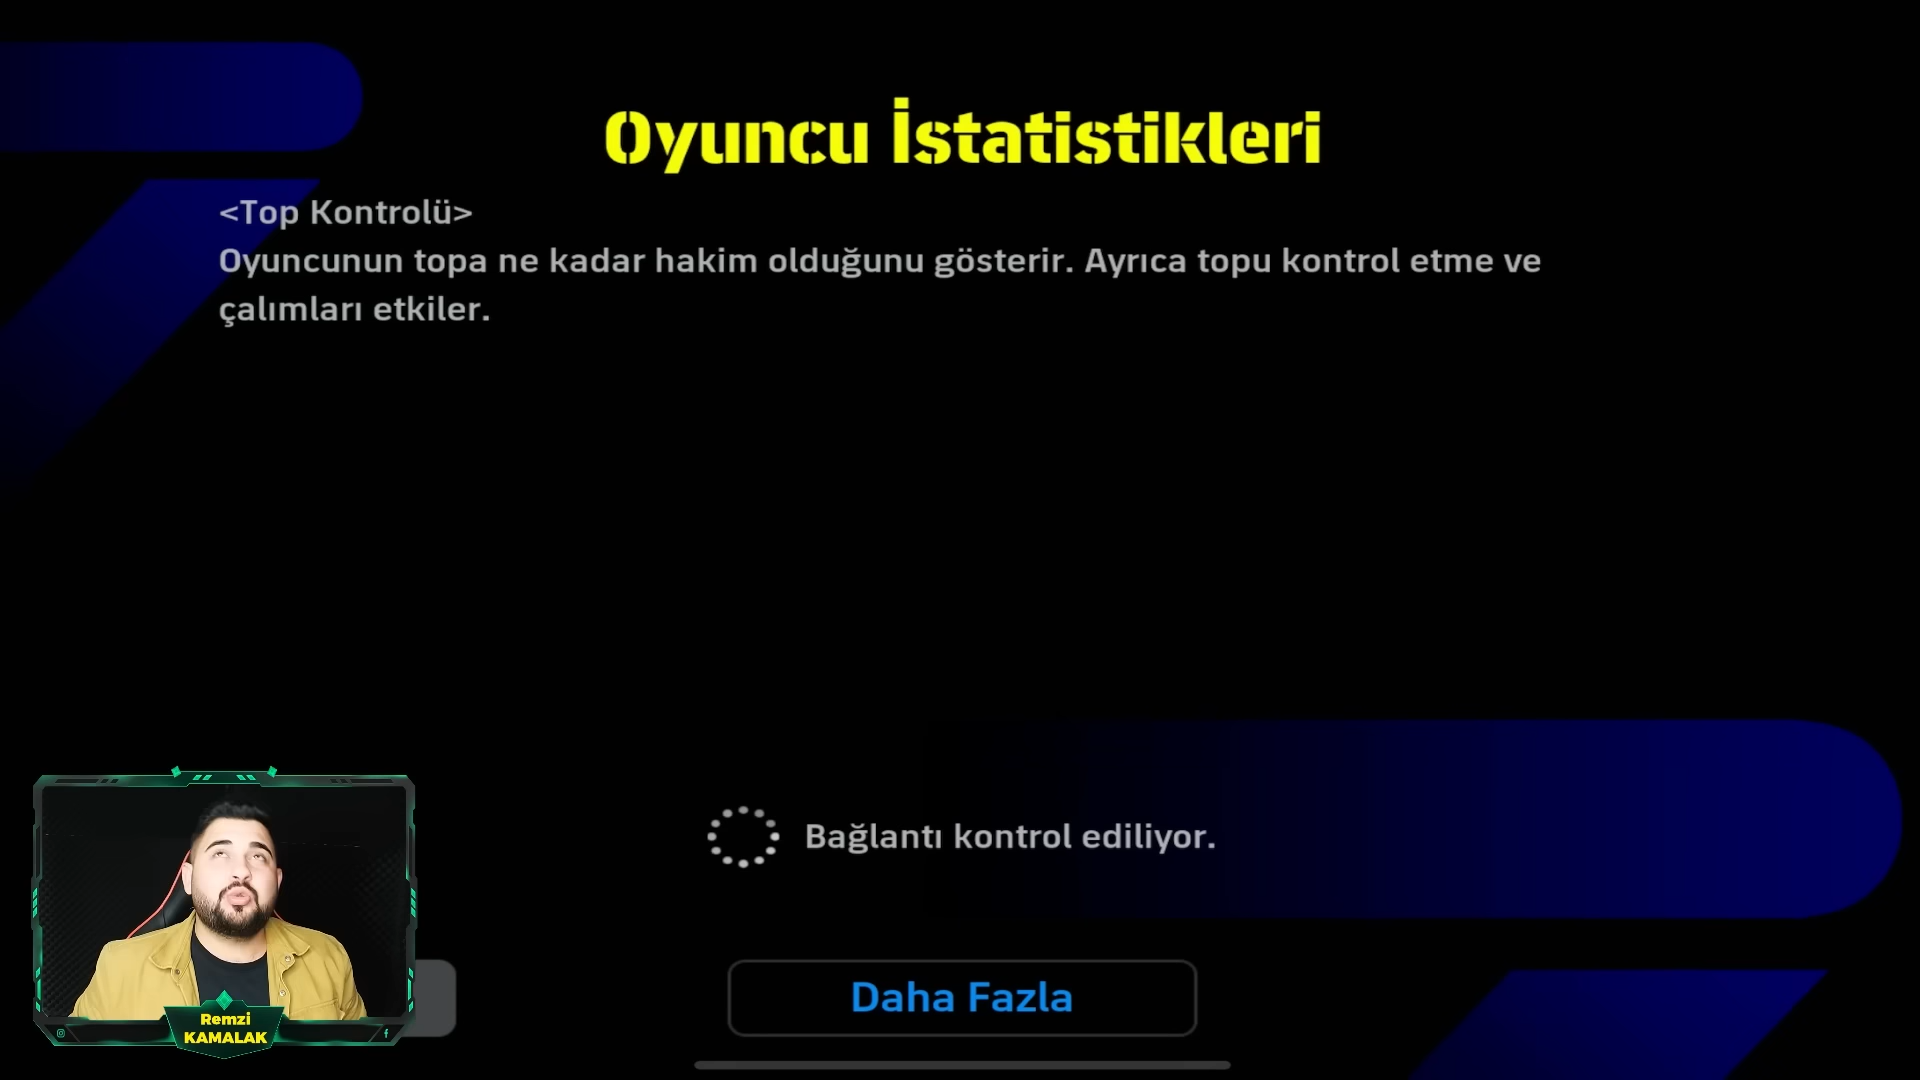 Oyuncu İstatistikleri
<Top Kontrolü>
Oyuncunun topa ne kadar hakim olduğunu gösterir. Ayrıca topu kontrol etme ve
çalımları etkiler.
Bağlantı kontrol ediliyor.
Daha Fazla
Remzi
KAMALAK